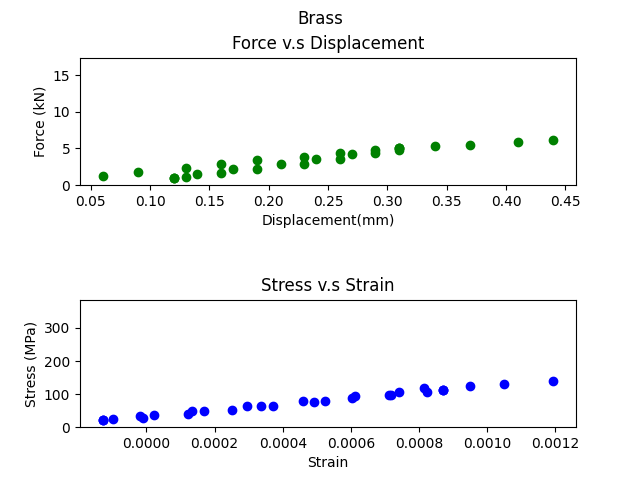 Brass
Force v.s Displacement
15
10
5
0
Force (kN)
0.05 0.10 0.15 0.20 0.25 0.30 0.35 0.40 0.45
Displacement(mm)
Stress v.s Strain
300
200
100
0
Stress (MPa)
0.0000 0.0002 0.0004 0.0006 0.0008 0.0010 0.0012
Strain